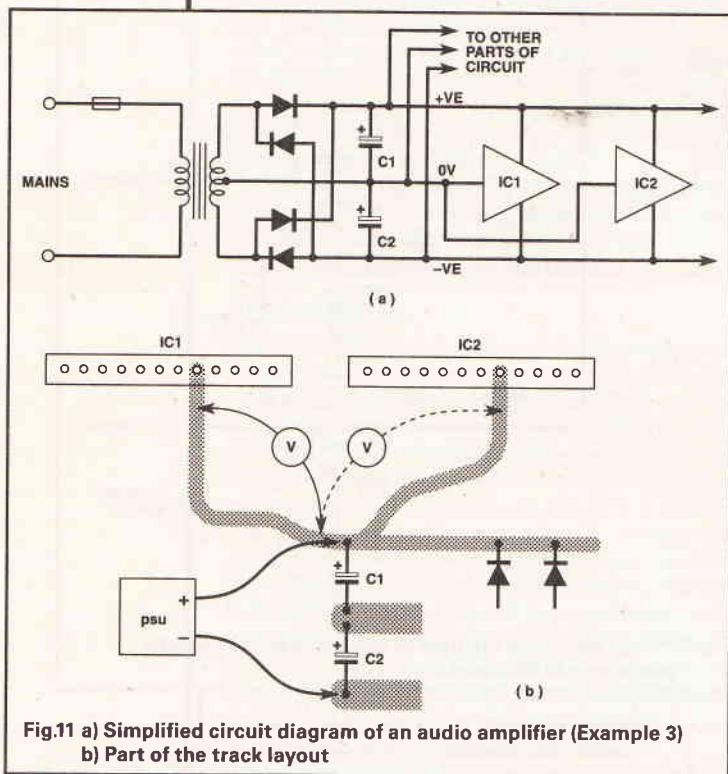 TO OTHER
PARTS OF
CIRCUIT
+VE
+
C1
MAINS
0V
IC1
IC2
+
C2
–VE
( a )
IC1
IC2
V
V
+
C1
psu
+
–
+
C2
( b )
Fig.11 a) Simplified circuit diagram of an audio amplifier (Example 3)
b) Part of the track layout